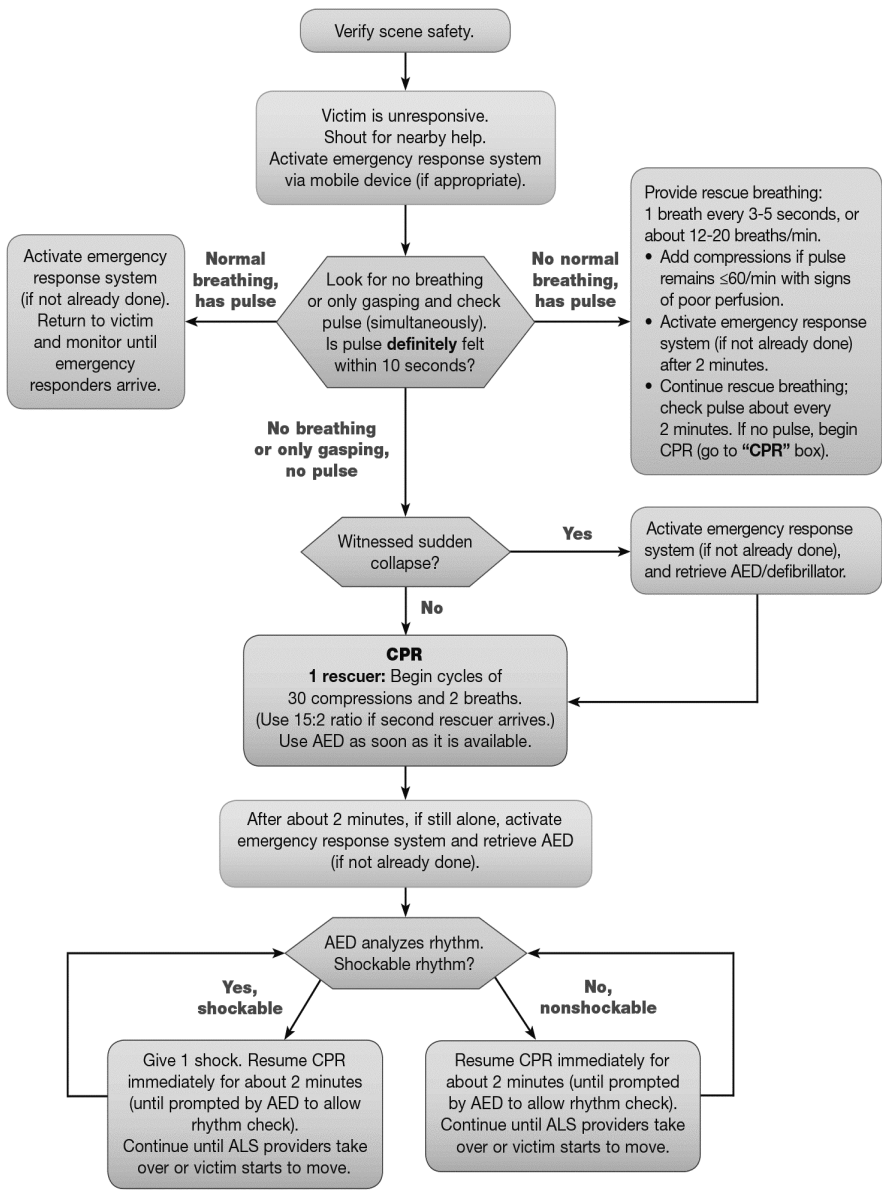 Verify scene safety.
Victim is unresponsive.
Shout for nearby help.
Activate emergency response system
via mobile device (if appropriate).
Look for no breathing
or only gasping and check
pulse (simultaneously).
Is pulse definitely felt
within 10 seconds?
Normal
breathing,
has pulse
Activate emergency
response system
(if not already done).
Return to victim
and monitor until
emergency
responders arrive.
No normal
breathing,
has pulse
Provide rescue breathing:
1 breath every 3-5 seconds, or
about 12-20 breaths/min.
• Add compressions if pulse
remains ≤60/min with signs
of poor perfusion.
• Activate emergency response
system (if not already done)
after 2 minutes.
• Continue rescue breathing;
check pulse about every
2 minutes. If no pulse, begin
CPR (go to “CPR” box).
No breathing
or only gasping,
no pulse
Witnessed sudden
collapse?
Yes
Activate emergency response
system (if not already done),
and retrieve AED/defibrillator.
No
CPR
1 rescuer: Begin cycles of
30 compressions and 2 breaths.
(Use 15:2 ratio if second rescuer arrives.)
Use AED as soon as it is available.
After about 2 minutes, if still alone, activate
emergency response system and retrieve AED
(if not already done).
AED analyzes rhythm.
Shockable rhythm?
Yes,
shockable
No,
nonshockable
Give 1 shock. Resume CPR
immediately for about 2 minutes
(until prompted by AED to allow
rhythm check).
Continue until ALS providers take
over or victim starts to move.
Resume CPR immediately for
about 2 minutes (until prompted
by AED to allow rhythm check).
Continue until ALS providers take
over or victim starts to move.